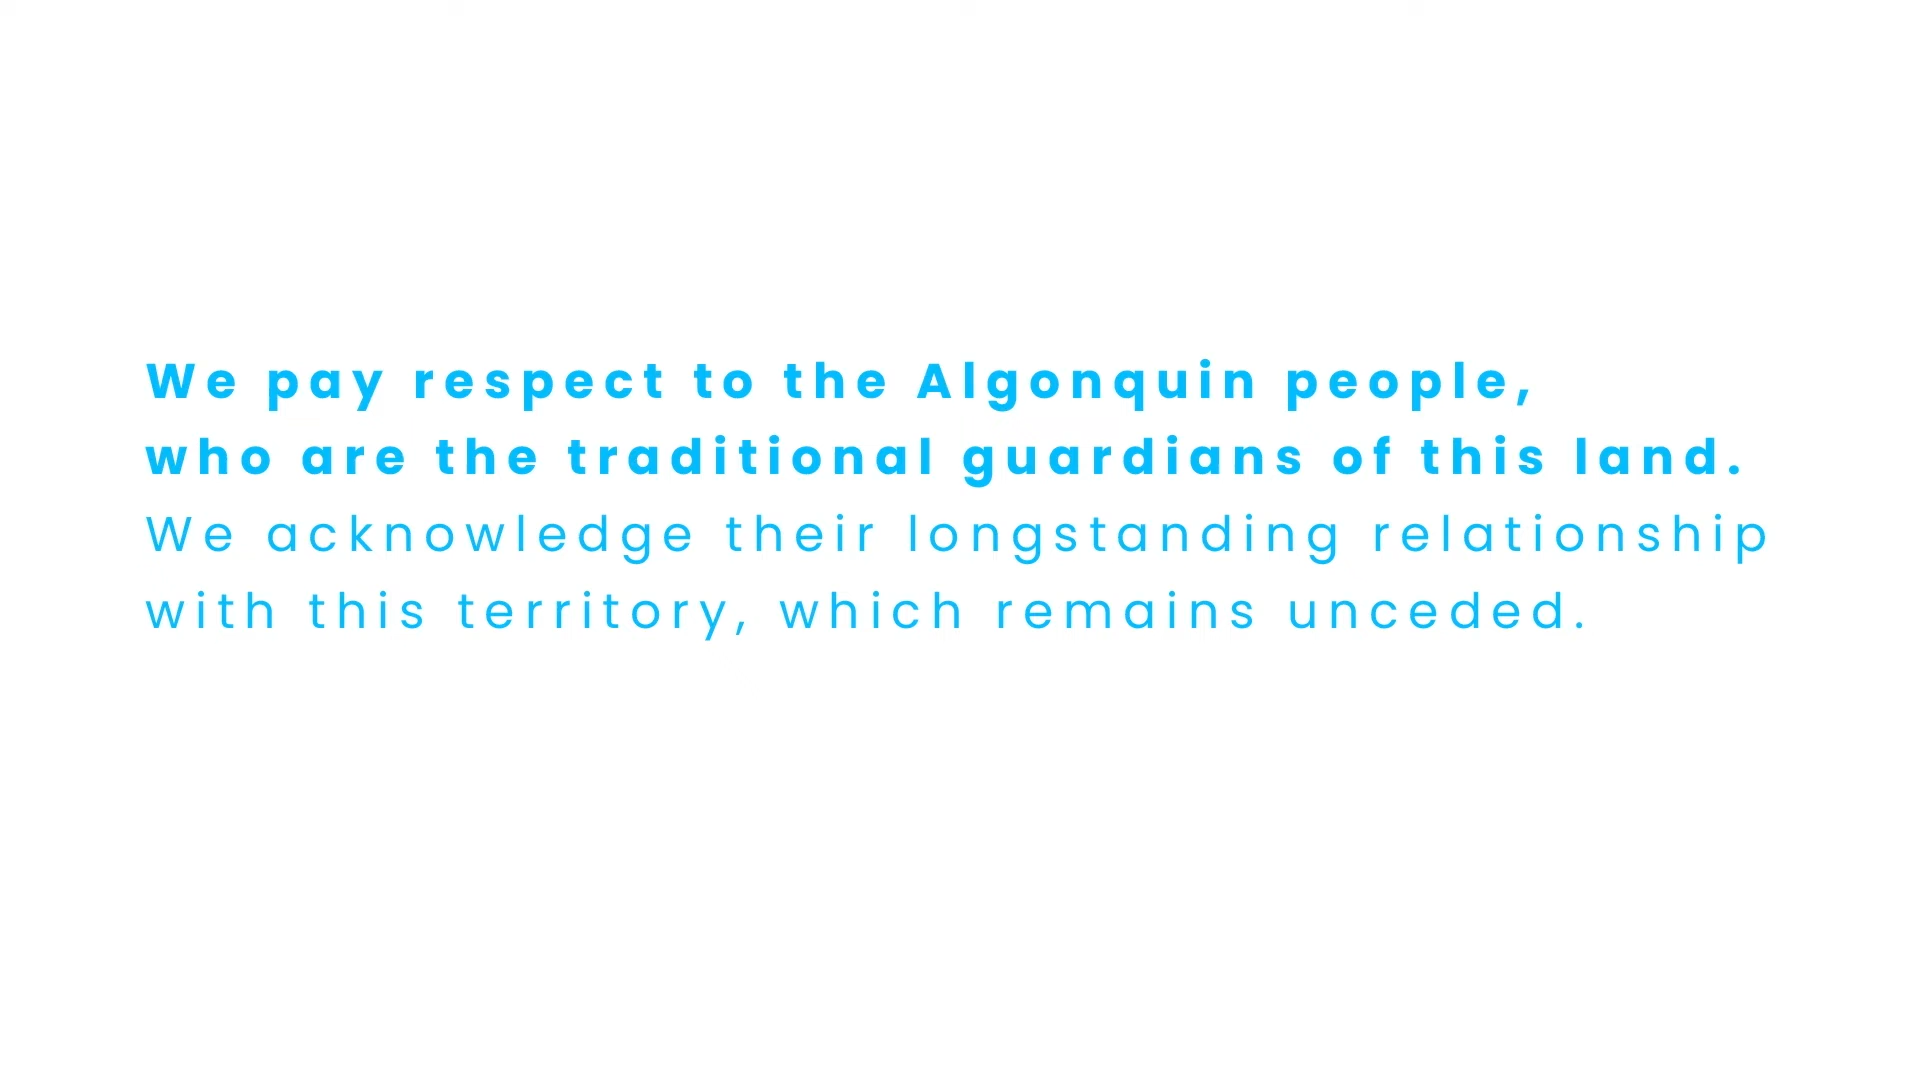 We pay respect to the Algonquin people,
who are the traditional guardians of this land.
We acknowledge their longstanding relationship
with this territory, which remains unceded.